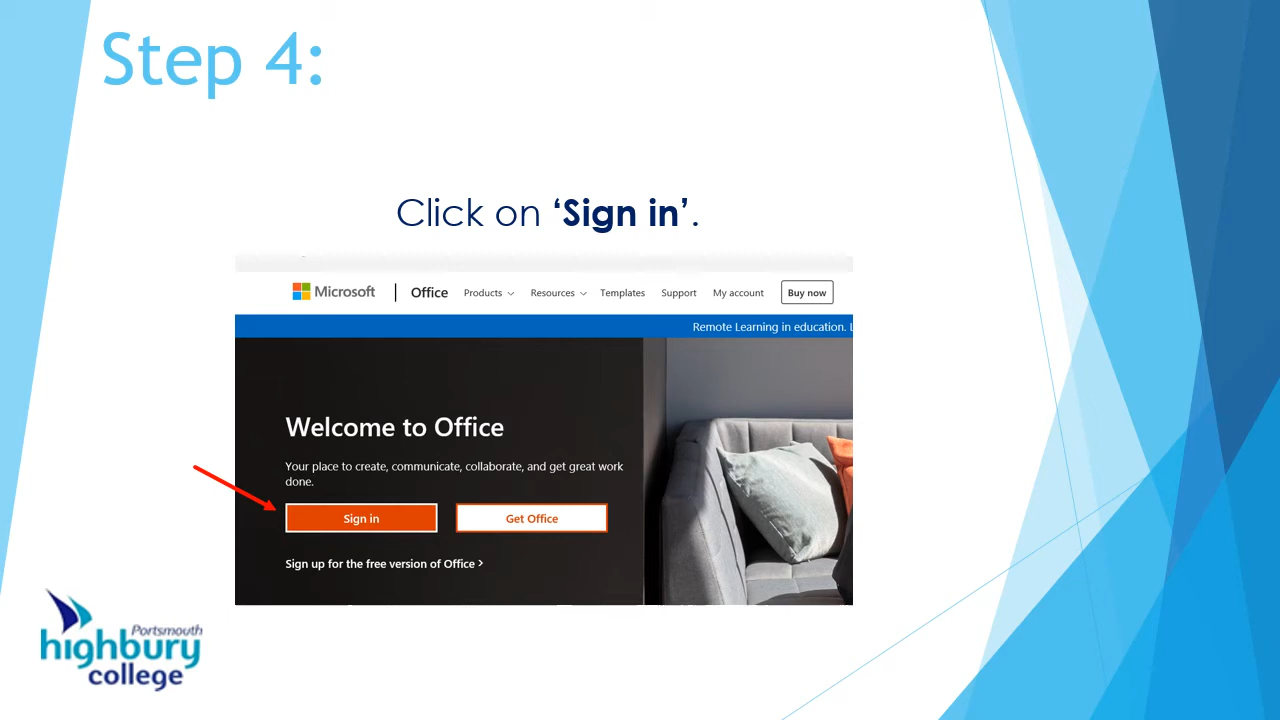 Step 4:
Click on ‘Sign in’.
Microsoft | Office Products Resources Templates Support My account Buy now
Remote Learning in education. L
Welcome to Office
Your place to create, communicate, collaborate, and get great work
done.
Sign in Get Office
Sign up for the free version of Office >
Portsmouth
highbury
college